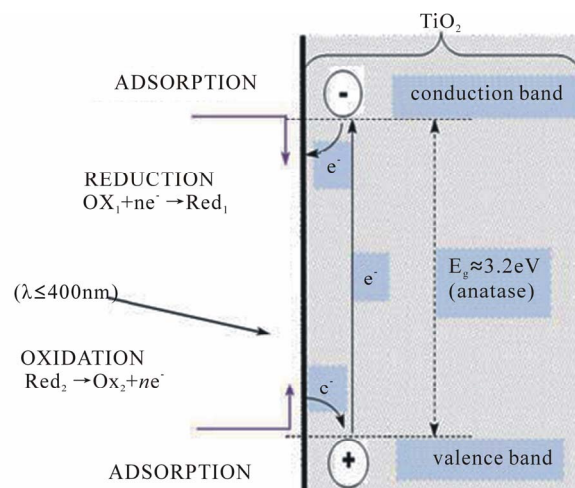 TiO₂
ADSORPTION
-
conduction band
e⁻
REDUCTION
OX₁+ne⁻→Red₁
e⁻
E_g≈3.2eV
(anatase)
(λ≤400nm)
OXIDATION
Red₂→Ox₂+ne⁻
c⁻
+
valence band
ADSORPTION